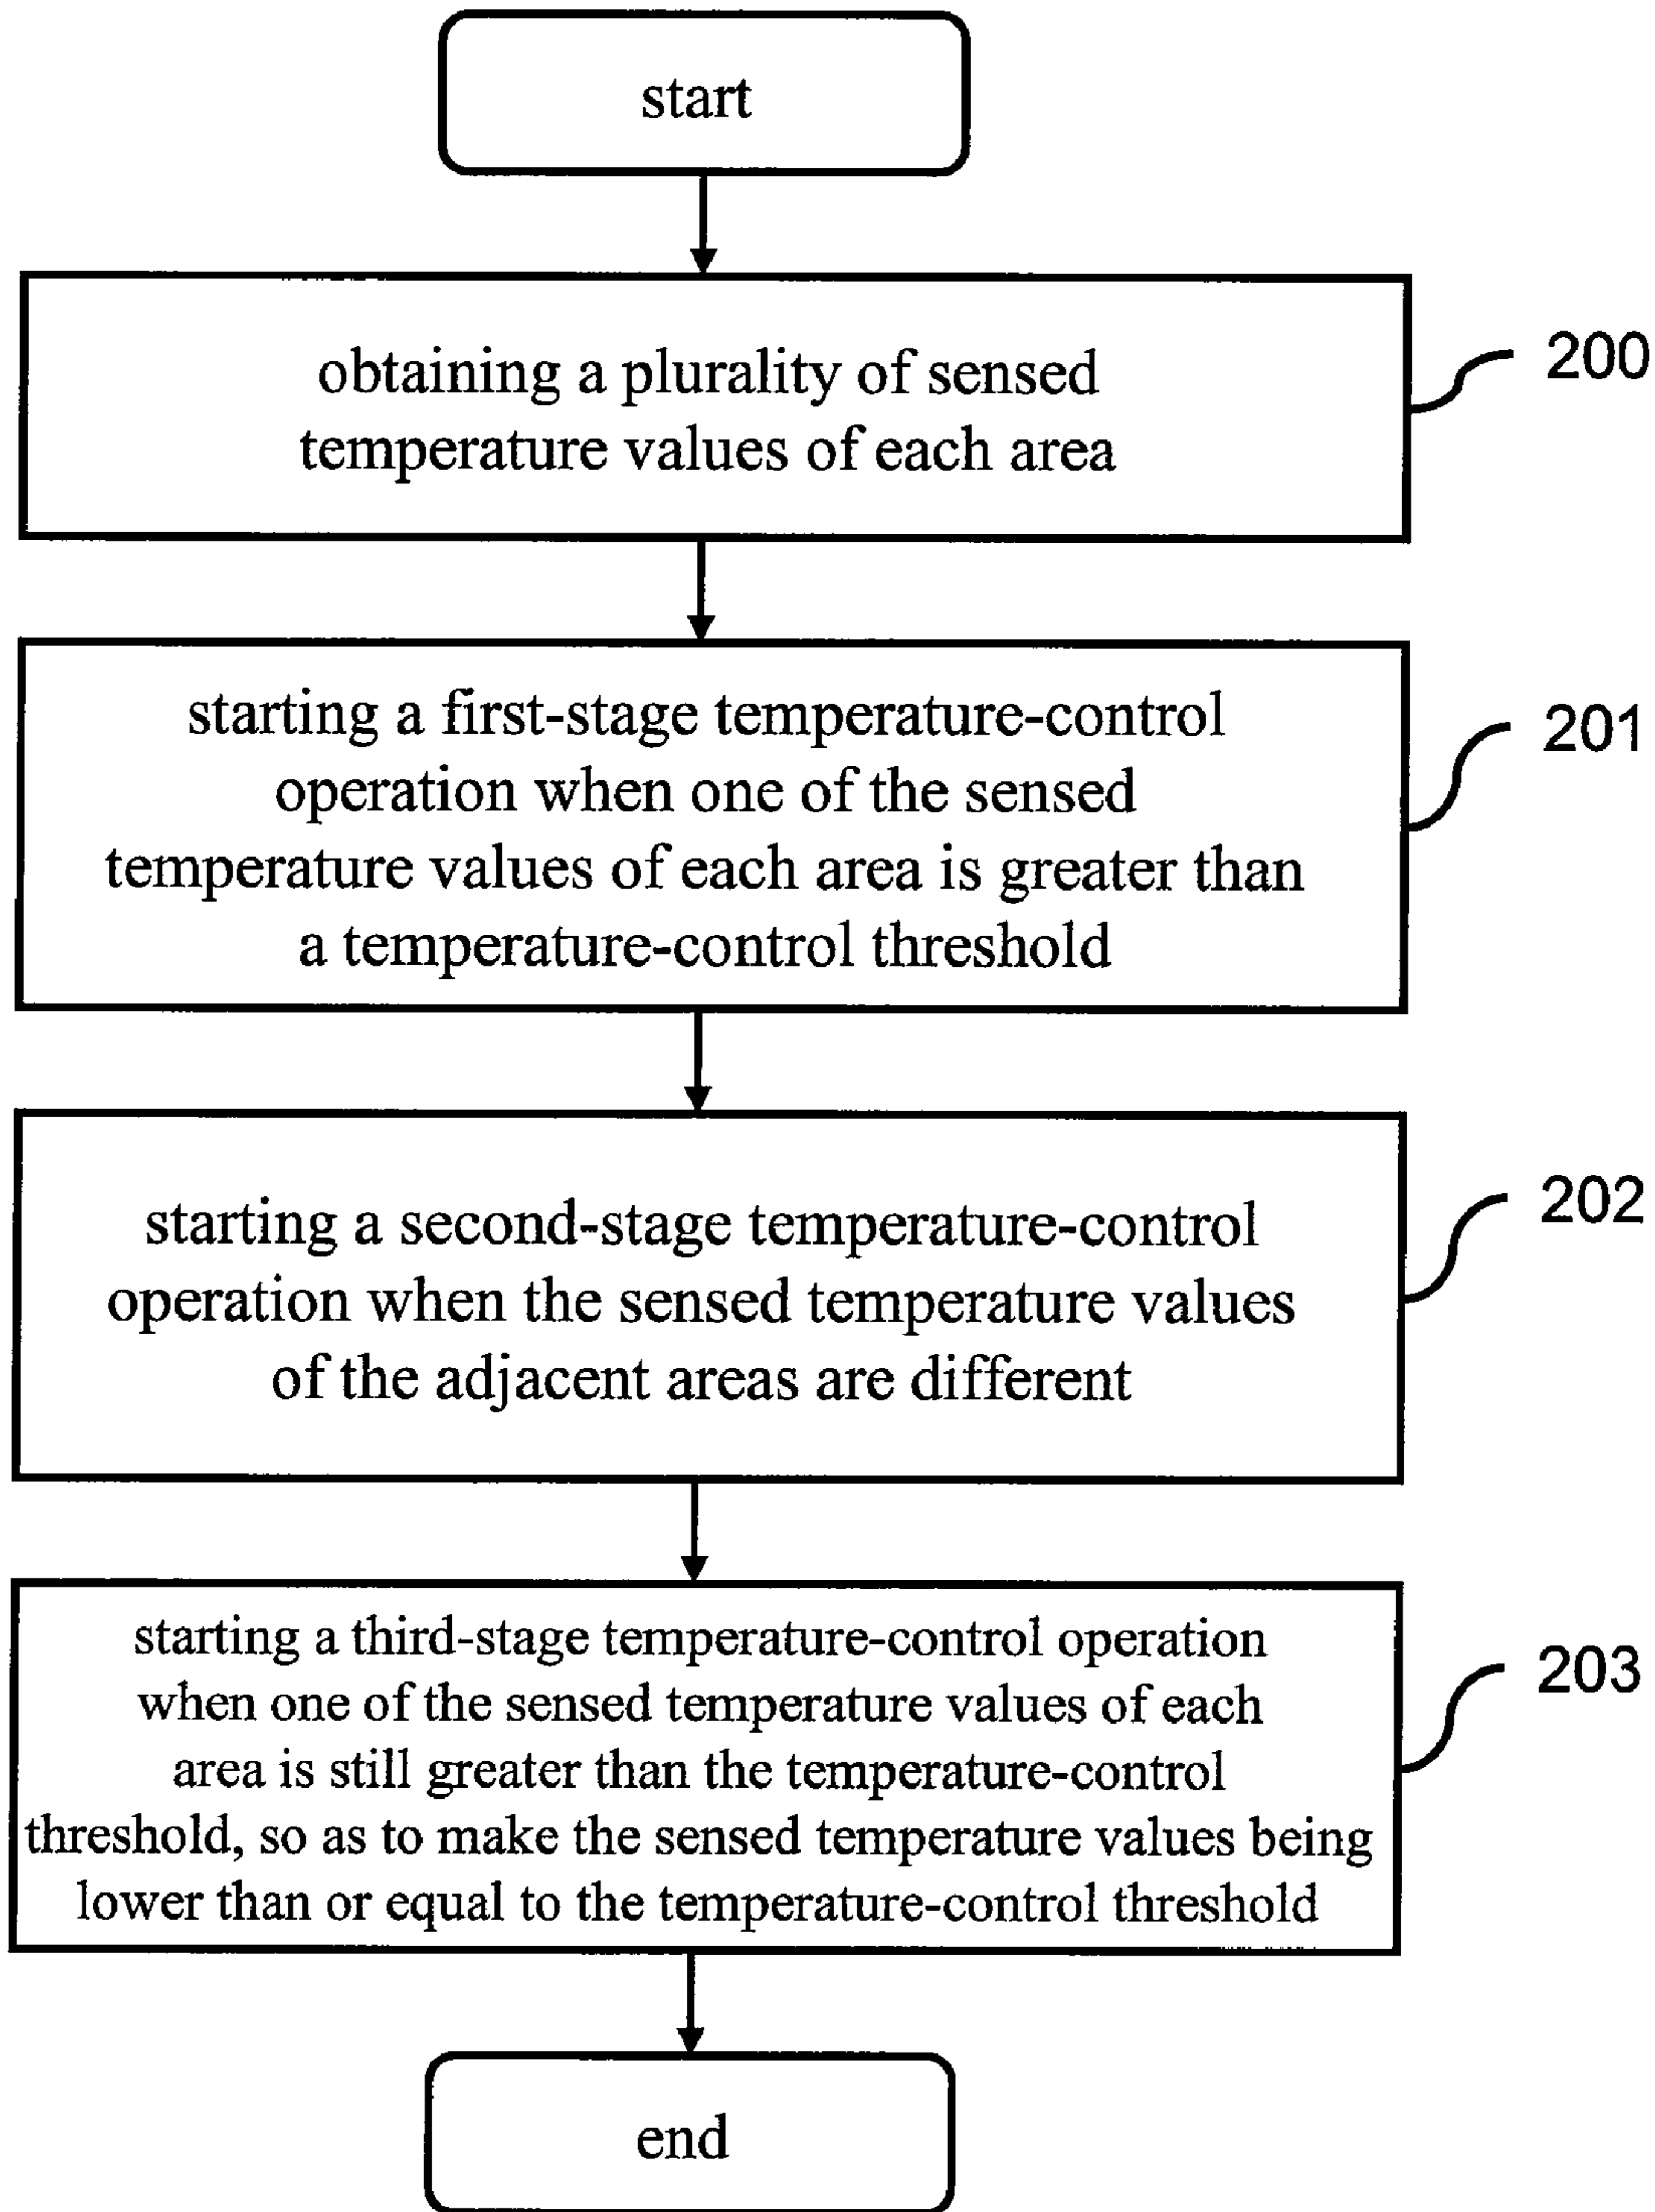 start
obtaining a plurality of sensed
temperature values of each area
200
starting a first-stage temperature-control
operation when one of the sensed
temperature values of each area is greater than
a temperature-control threshold
201
starting a second-stage temperature-control
operation when the sensed temperature values
of the adjacent areas are different
202
starting a third-stage temperature-control operation
when one of the sensed temperature values of each
area is still greater than the temperature-control
threshold, so as to make the sensed temperature values being
lower than or equal to the temperature-control threshold
203
end